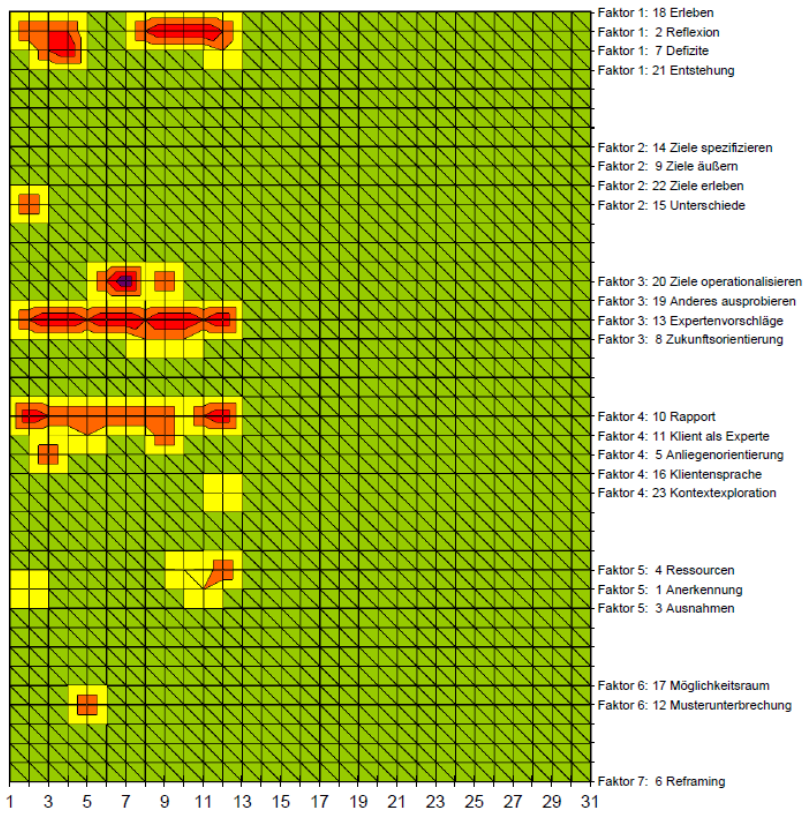 Faktor 1: 18 Erleben
Faktor 1: 2 Reflexion
Faktor 1: 7 Defizite
Faktor 1: 21 Entstehung
Faktor 2: 14 Ziele spezifizieren
Faktor 2: 9 Ziele äußern
Faktor 2: 22 Ziele erleben
Faktor 2: 15 Unterschiede
Faktor 3: 20 Ziele operationalisieren
Faktor 3: 19 Anderes ausprobieren
Faktor 3: 13 Expertenvorschläge
Faktor 3: 8 Zukunftsorientierung
Faktor 4: 10 Rapport
Faktor 4: 11 Klient als Experte
Faktor 4: 5 Anliegenorientierung
Faktor 4: 16 Klientensprache
Faktor 4: 23 Kontextexploration
Faktor 5: 4 Ressourcen
Faktor 5: 1 Anerkennung
Faktor 5: 3 Ausnahmen
Faktor 6: 17 Möglichkeitsraum
Faktor 6: 12 Musterunterbrechung
Faktor 7: 6 Reframing
1 3 5 7 9 11 13 15 17 19 21 23 25 27 29 31